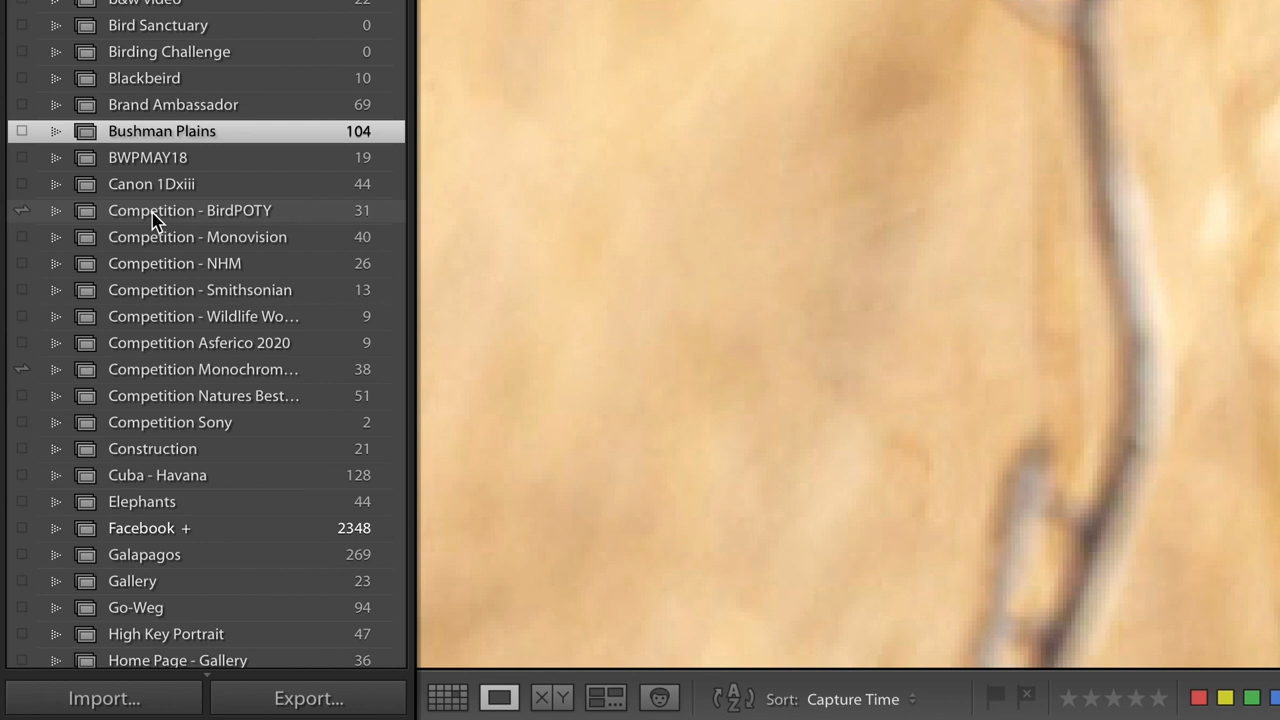 b&w video 22
Bird Sanctuary 0
Birding Challenge 0
Blackbeird 10
Brand Ambassador 69
Bushman Plains 104
BWPMAY18 19
Canon 1Dxiii 44
Competition - BirdPOTY 31
Competition - Monovision 40
Competition - NHM 26
Competition - Smithsonian 13
Competition - Wildlife Wo... 9
Competition Asferico 2020 9
Competition Monochrom... 38
Competition Natures Best... 51
Competition Sony 2
Construction 21
Cuba - Havana 128
Elephants 44
Facebook + 2348
Galapagos 269
Gallery 23
Go-Weg 94
High Key Portrait 47
Home Page - Gallery 36
Import... Export... X Y A Z Sort: Capture Time